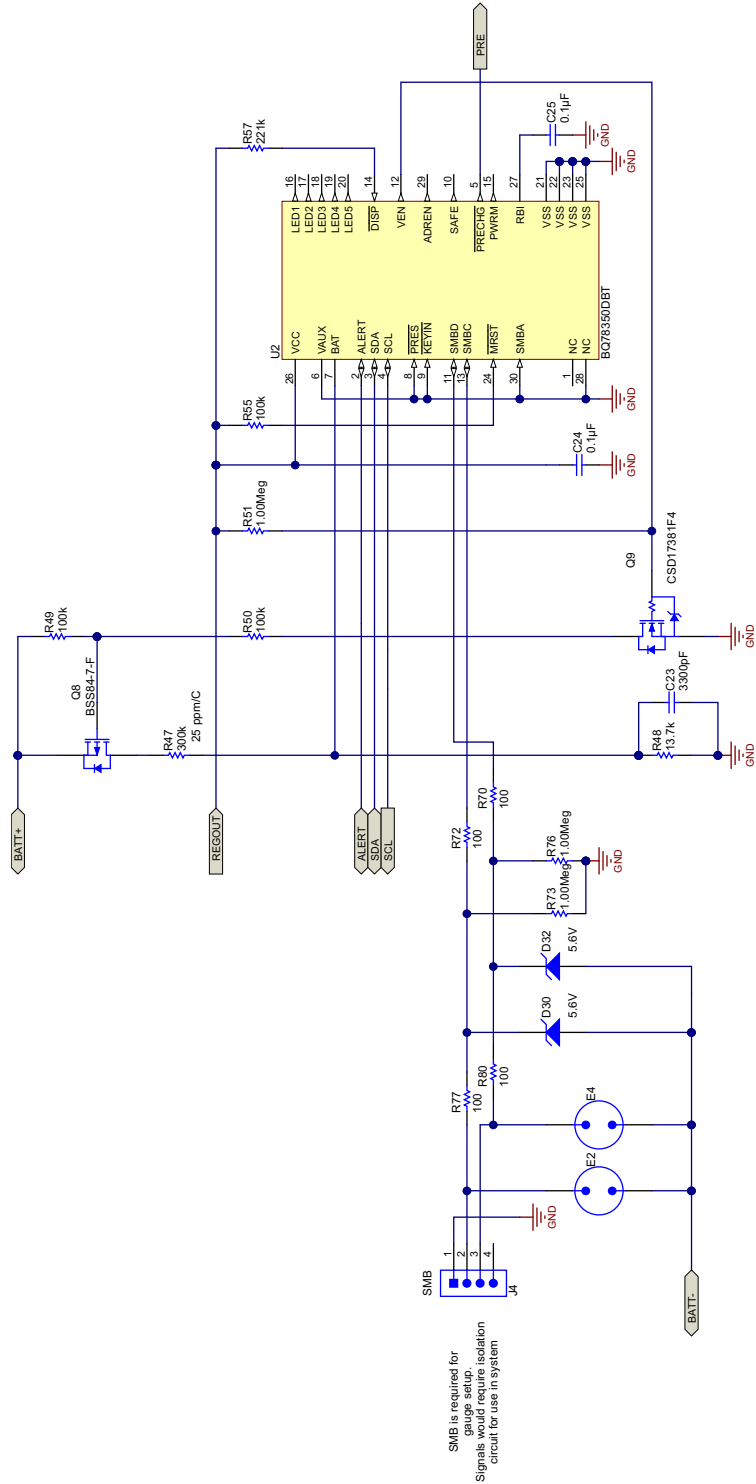 BATT+
REGOUT
ALERT
SDA
SCL
BATT-
PRE
R49
100k
Q8
BSS84-7-F
R47
300k
25 ppm/C
R50
100k
R51
1.00Meg
R55
100k
R57
221k
U2
26
VCC
6
VAUX
7
BAT
2
ALERT
3
SDA
4
SCL
8
PRES
9
KEYIN
11
SMBD
13
SMBC
24
MRST
30
SMBA
1
NC
28
NC
LED1
16
LED2
17
LED3
18
LED4
19
LED5
20
DISP
14
VEN
12
ADREN
29
SAFE
10
PRECHG
5
PWRM
15
RBI
27
VSS
21
VSS
22
VSS
23
VSS
25
BQ78350DBT
C25
0.1µF
GND
GND
GND
C24
0.1µF
GND
Q9
CSD17381F4
GND
C23
3300pF
R48
13.7k
GND
R72
100
R70
100
R73
1.00Meg
R76
1.00Meg
GND
D30
5.6V
D32
5.6V
R77
100
R80
100
E2
E4
GND
SMB
1
2
3
4
J4
SMB is required for
gauge setup.
Signals would require isolation
circuit for use in system